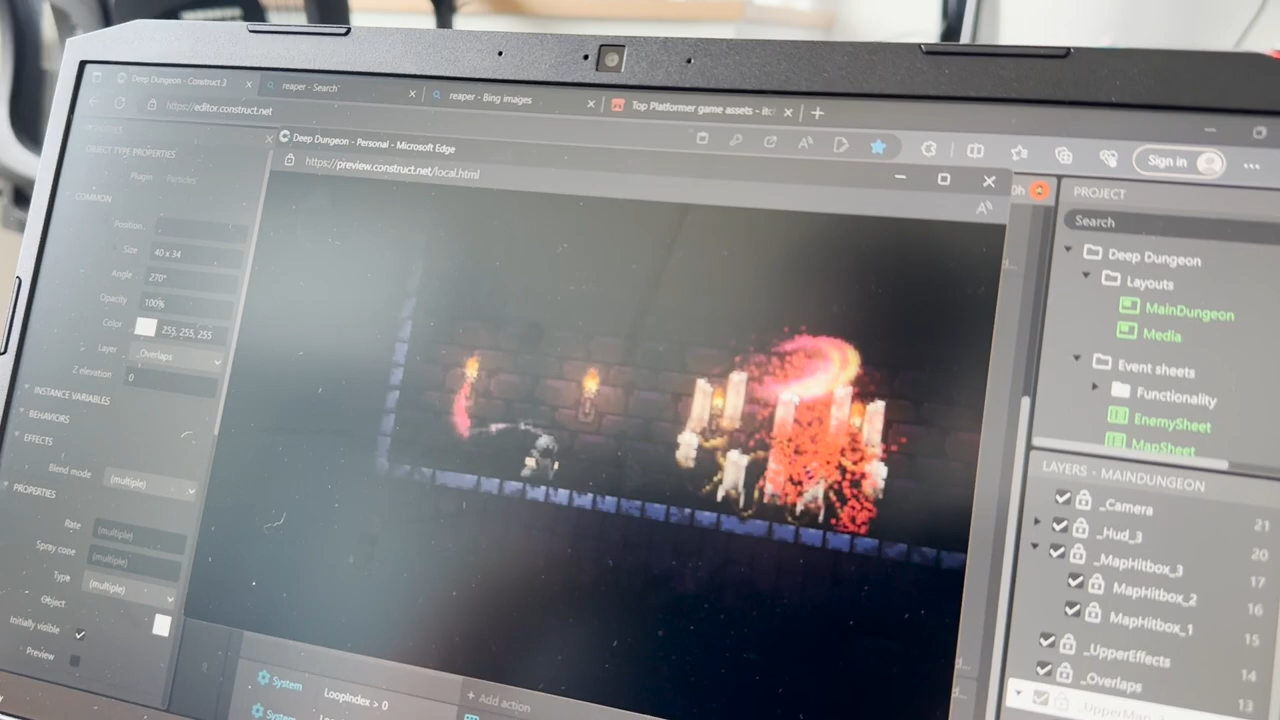 Deep Dungeon - Construct 3
reaper - Search
reaper - Bing images
Top Platformer game assets - itc
https://editor.construct.net
Sign in
Deep Dungeon - Personal - Microsoft Edge
https://preview.construct.net/local.html
OBJECT TYPE PROPERTIES
Plugin Particles
COMMON
Position
Size 40 x 34
Angle 270°
Opacity 100%
Color 255, 255, 255
Layer _Overlaps
Z elevation 0
INSTANCE VARIABLES
BEHAVIORS
EFFECTS
Blend mode (multiple)
PROPERTIES
Rate (multiple)
Spray cone (multiple)
Type (multiple)
Object
Initially visible
Preview
System LoopIndex > 0
+ Add action
System
PROJECT
Search
Deep Dungeon
Layouts
MainDungeon
Media
Event sheets
Functionality
EnemySheet
MapSheet
LAYERS - MAINDUNGEON
_Camera 21
_Hud_3 20
_MapHitbox_3 17
MapHitbox_2 16
MapHitbox_1 15
_UpperEffects 14
_Overlaps 13